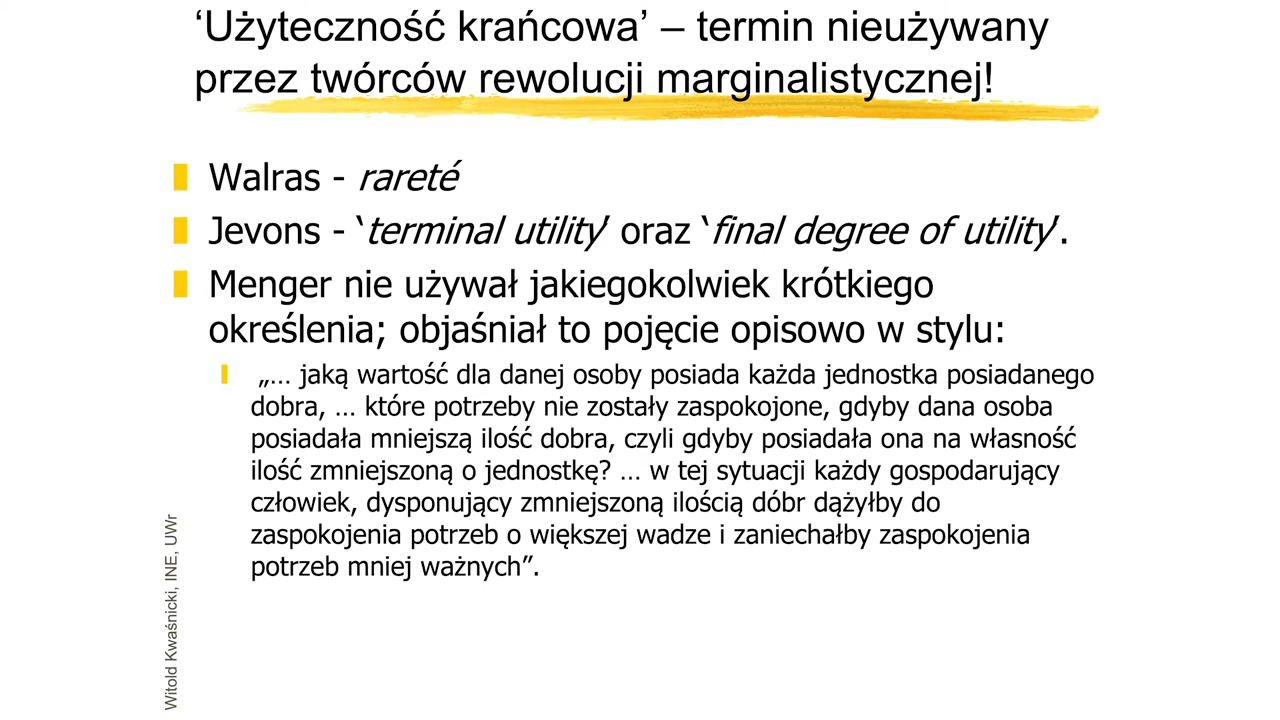 ‘Użyteczność krańcowa’ – termin nieużywany
przez twórców rewolucji marginalistycznej!
Walras - rareté
Jevons - ‘terminal utility’ oraz ‘final degree of utility’.
Menger nie używał jakiegokolwiek krótkiego
określenia; objaśniał to pojęcie opisowo w stylu:
„… jaką wartość dla danej osoby posiada każda jednostka posiadanego
dobra, … które potrzeby nie zostały zaspokojone, gdyby dana osoba
posiadała mniejszą ilość dobra, czyli gdyby posiadała ona na własność
ilość zmniejszoną o jednostkę? … w tej sytuacji każdy gospodarujący
człowiek, dysponujący zmniejszoną ilością dóbr dążyłby do
zaspokojenia potrzeb o większej wadze i zaniechałby zaspokojenia
potrzeb mniej ważnych”.
Witold Kwaśnicki, INE, UWr